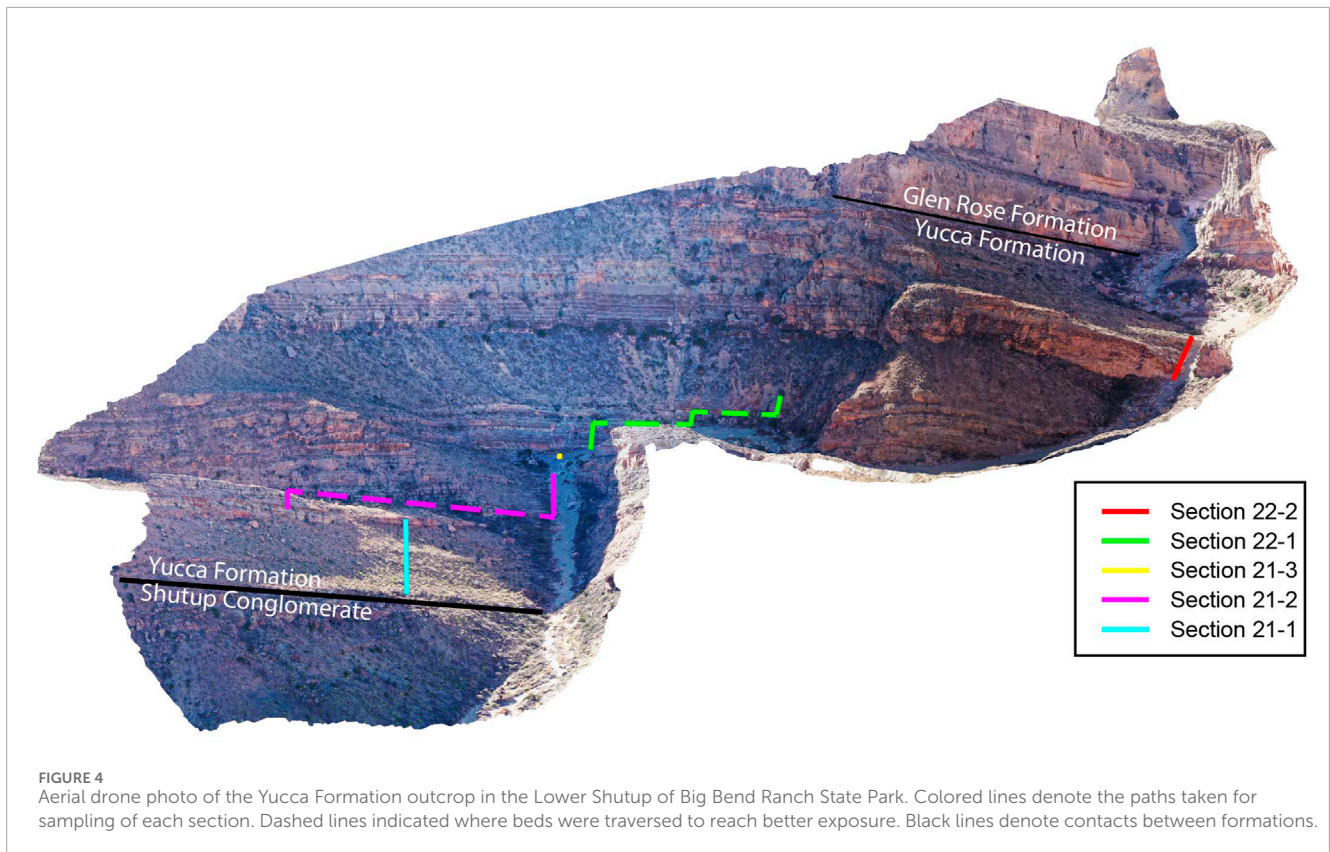 Glen Rose Formation
Yucca Formation
Yucca Formation
Shutup Conglomerate
Section 22-2
Section 22-1
Section 21-3
Section 21-2
Section 21-1
FIGURE 4
Aerial drone photo of the Yucca Formation outcrop in the Lower Shutup of Big Bend Ranch State Park. Colored lines denote the paths taken for
sampling of each section. Dashed lines indicated where beds were traversed to reach better exposure. Black lines denote contacts between formations.